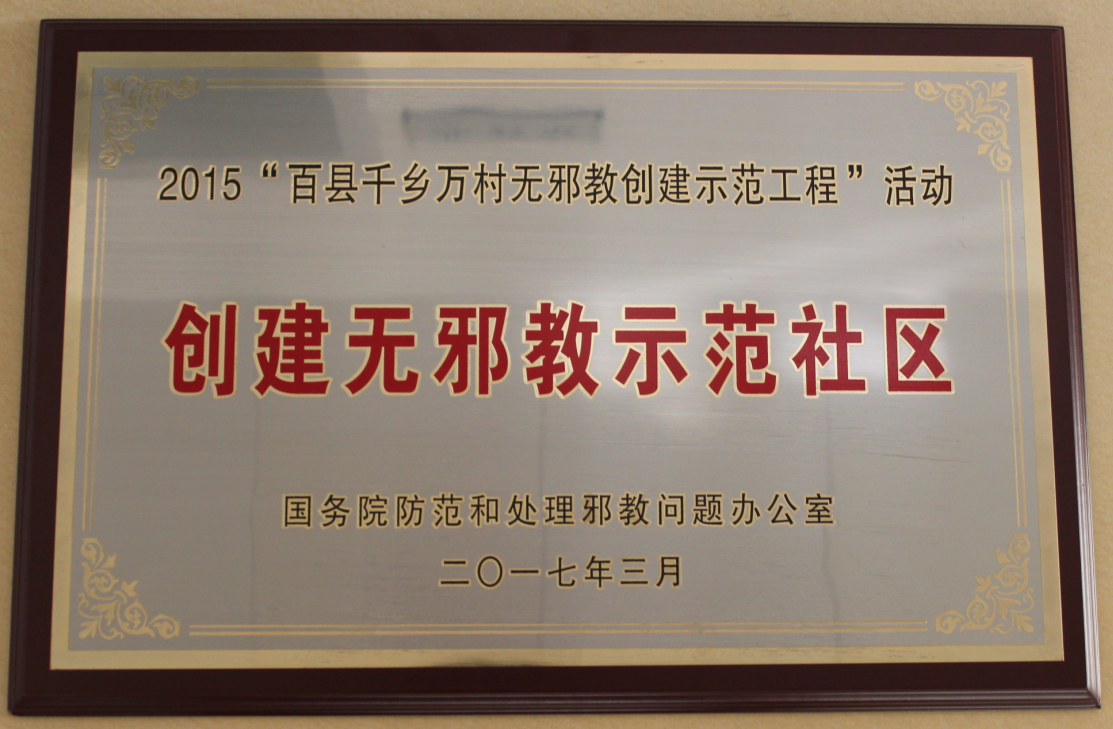 2015“百县千乡万村无邪教创建示范工程”活动
创建无邪教示范社区
国务院防范和处理邪教问题办公室
二〇一七年三月